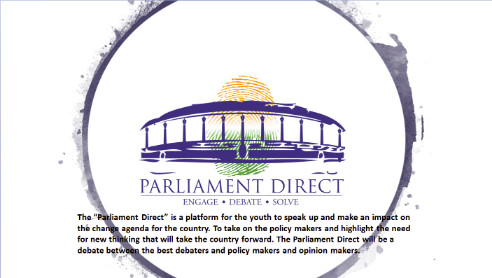 PARLIAMENT DIRECT
ENGAGE • DEBATE • SOLVE
The "Parliament Direct" is a platform for the youth to speak up and make an impact on
the change agenda for the country. To take on the policy makers and highlight the need
for new thinking that will take the country forward. The Parliament Direct will be a
debate between the best debaters and policy makers and opinion makers.